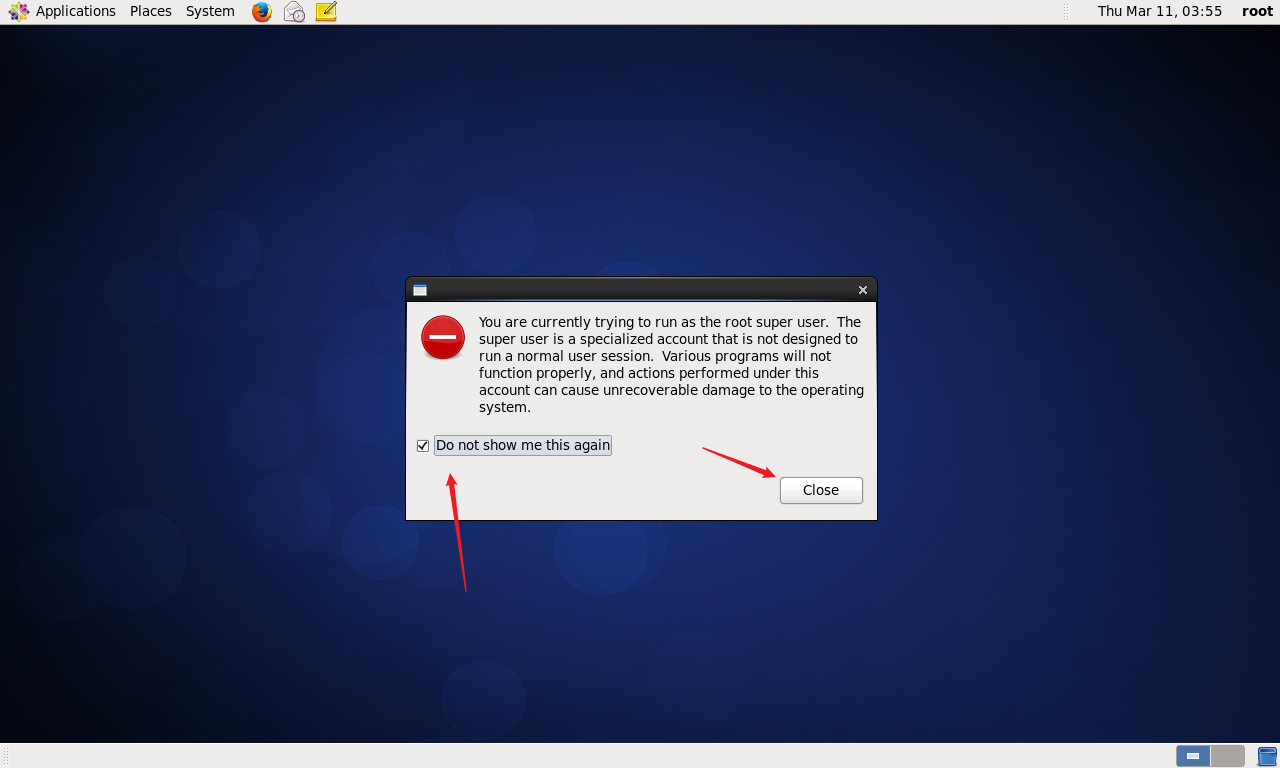 Applications Places System Thu Mar 11, 03:55 root
You are currently trying to run as the root super user.  The
super user is a specialized account that is not designed to
run a normal user session.  Various programs will not
function properly, and actions performed under this
account can cause unrecoverable damage to the operating
system.
Do not show me this again
Close